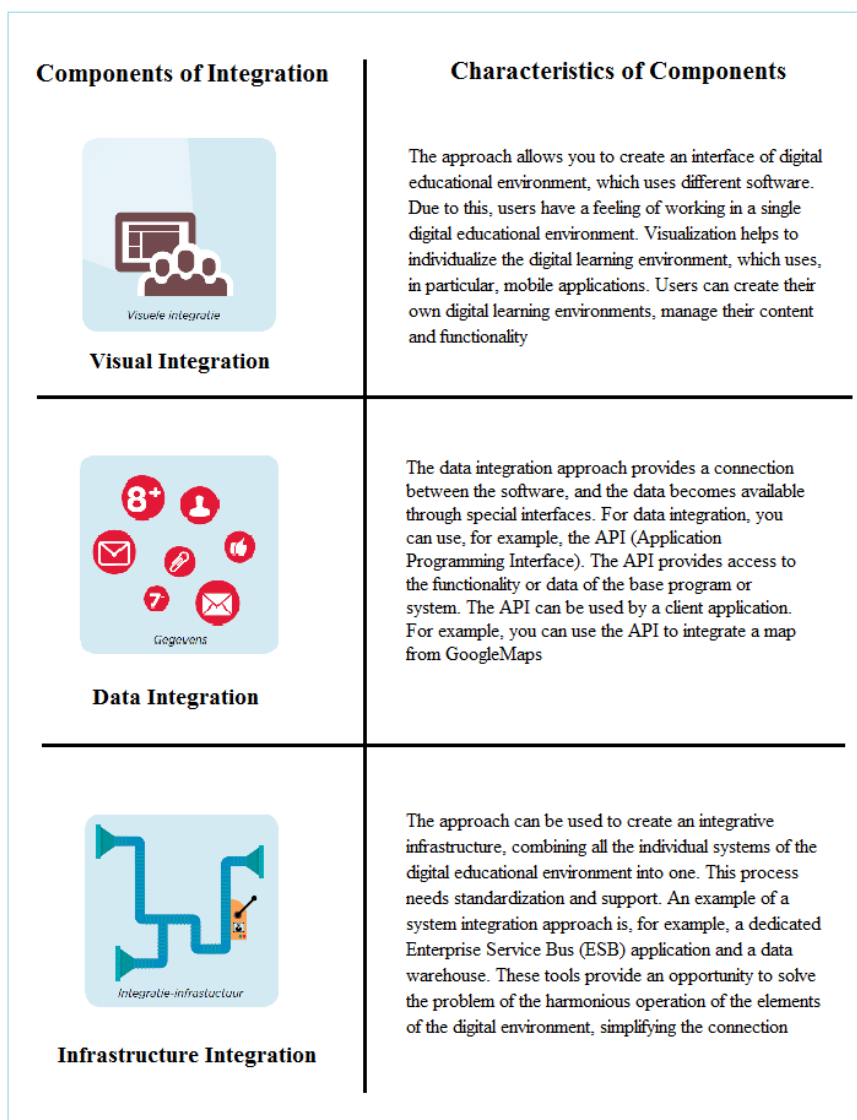 Components of Integration
Characteristics of Components
Visuele integratie
Visual Integration
The approach allows you to create an interface of digital
educational environment, which uses different software.
Due to this, users have a feeling of working in a single
digital educational environment. Visualization helps to
individualize the digital learning environment, which uses,
in particular, mobile applications. Users can create their
own digital learning environments, manage their content
and functionality
8+
7-
Gegevens
Data Integration
The data integration approach provides a connection
between the software, and the data becomes available
through special interfaces. For data integration, you
can use, for example, the API (Application
Programming Interface). The API provides access to
the functionality or data of the base program or
system. The API can be used by a client application.
For example, you can use the API to integrate a map
from GoogleMaps
Integratie-infrastuctuur
Infrastructure Integration
The approach can be used to create an integrative
infrastructure, combining all the individual systems of the
digital educational environment into one. This process
needs standardization and support. An example of a
system integration approach is, for example, a dedicated
Enterprise Service Bus (ESB) application and a data
warehouse. These tools provide an opportunity to solve
the problem of the harmonious operation of the elements
of the digital environment, simplifying the connection